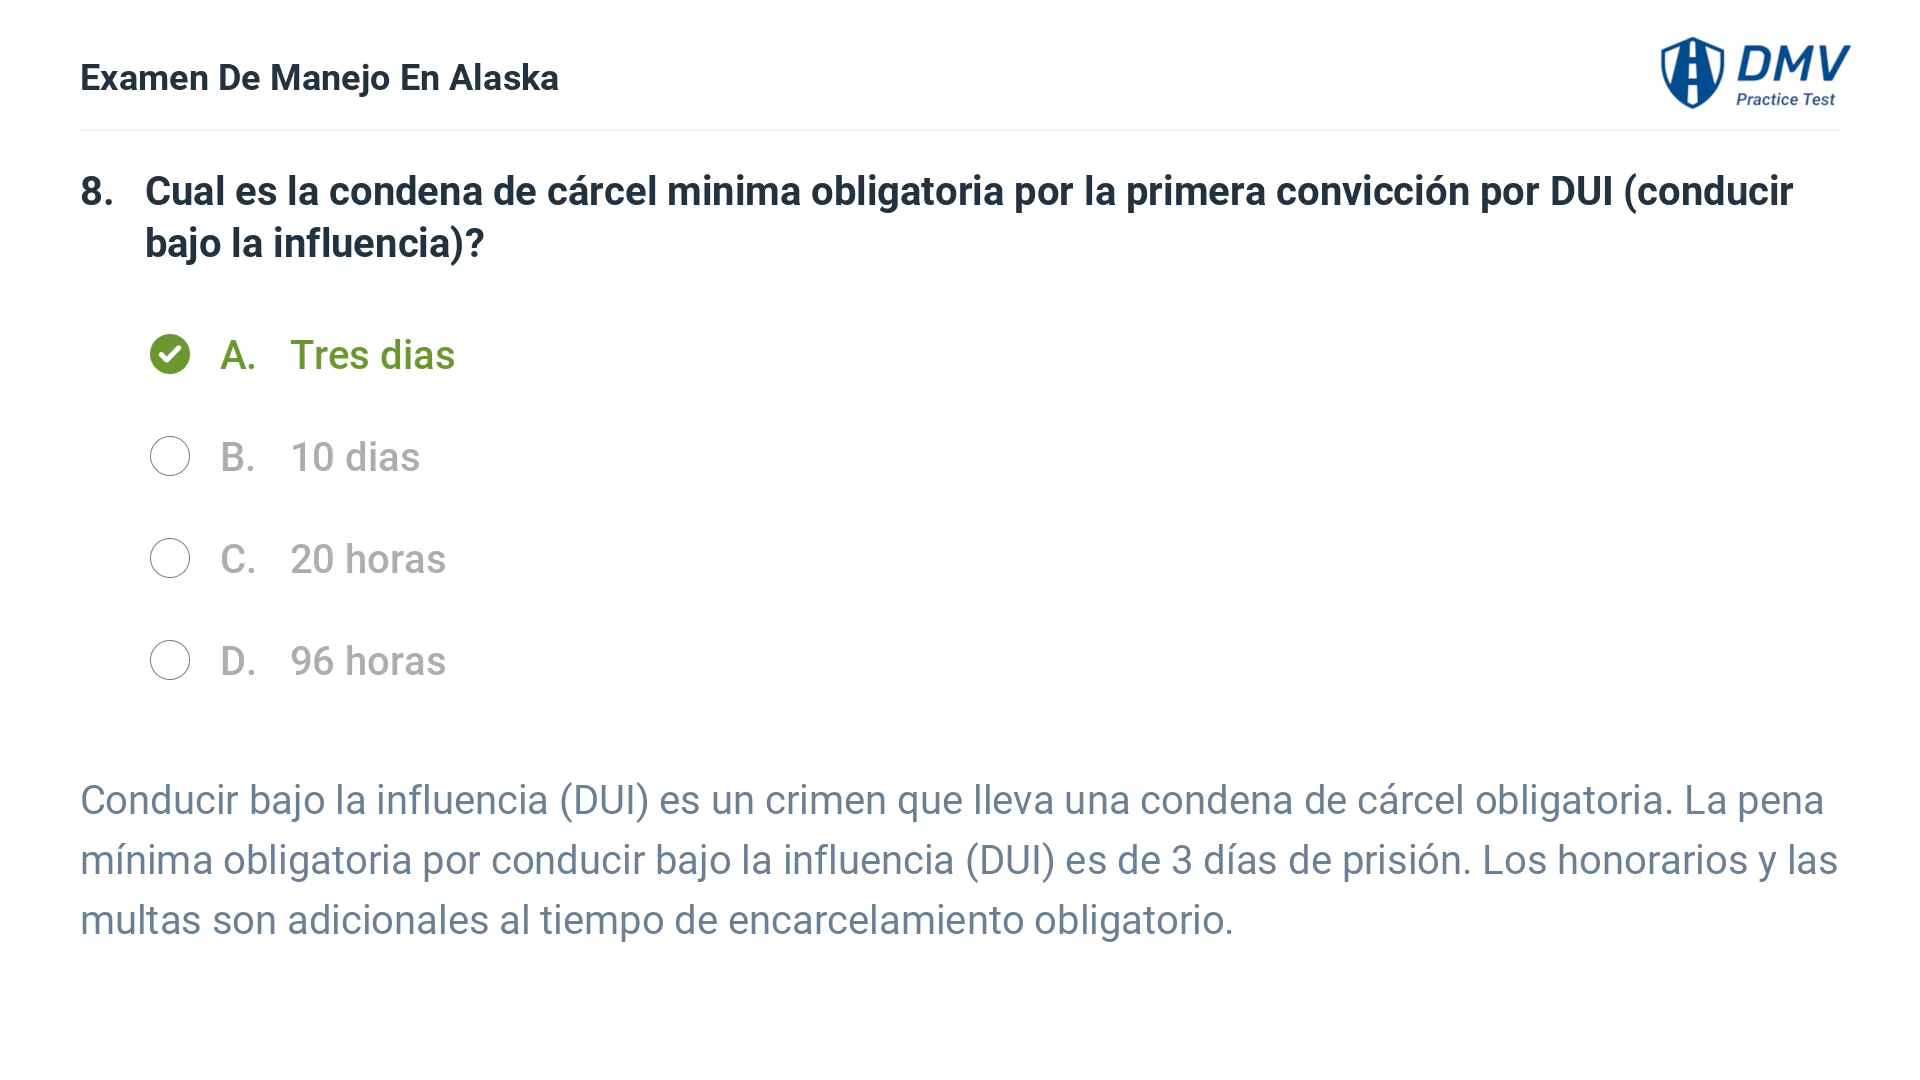 Examen De Manejo En Alaska
DMV
Practice Test
8. Cual es la condena de cárcel minima obligatoria por la primera convicción por DUI (conducir
bajo la influencia)?
A. Tres dias
B. 10 dias
C. 20 horas
D. 96 horas
Conducir bajo la influencia (DUI) es un crimen que lleva una condena de cárcel obligatoria. La pena
mínima obligatoria por conducir bajo la influencia (DUI) es de 3 días de prisión. Los honorarios y las
multas son adicionales al tiempo de encarcelamiento obligatorio.